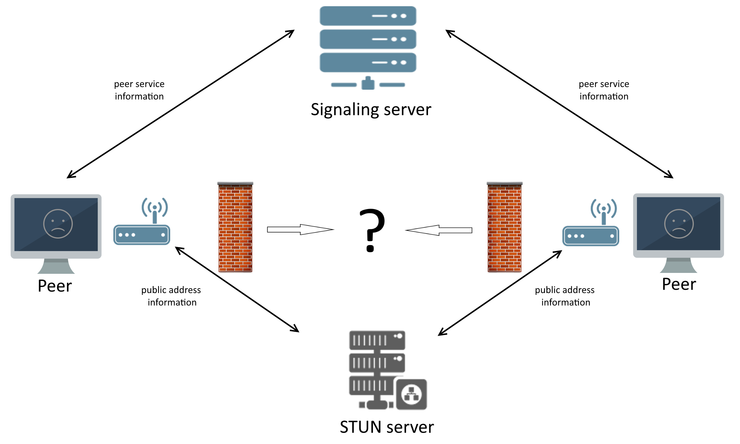 Signaling server
peer service
information
peer service
information
?
Peer
Peer
public address
information
public address
information
STUN server